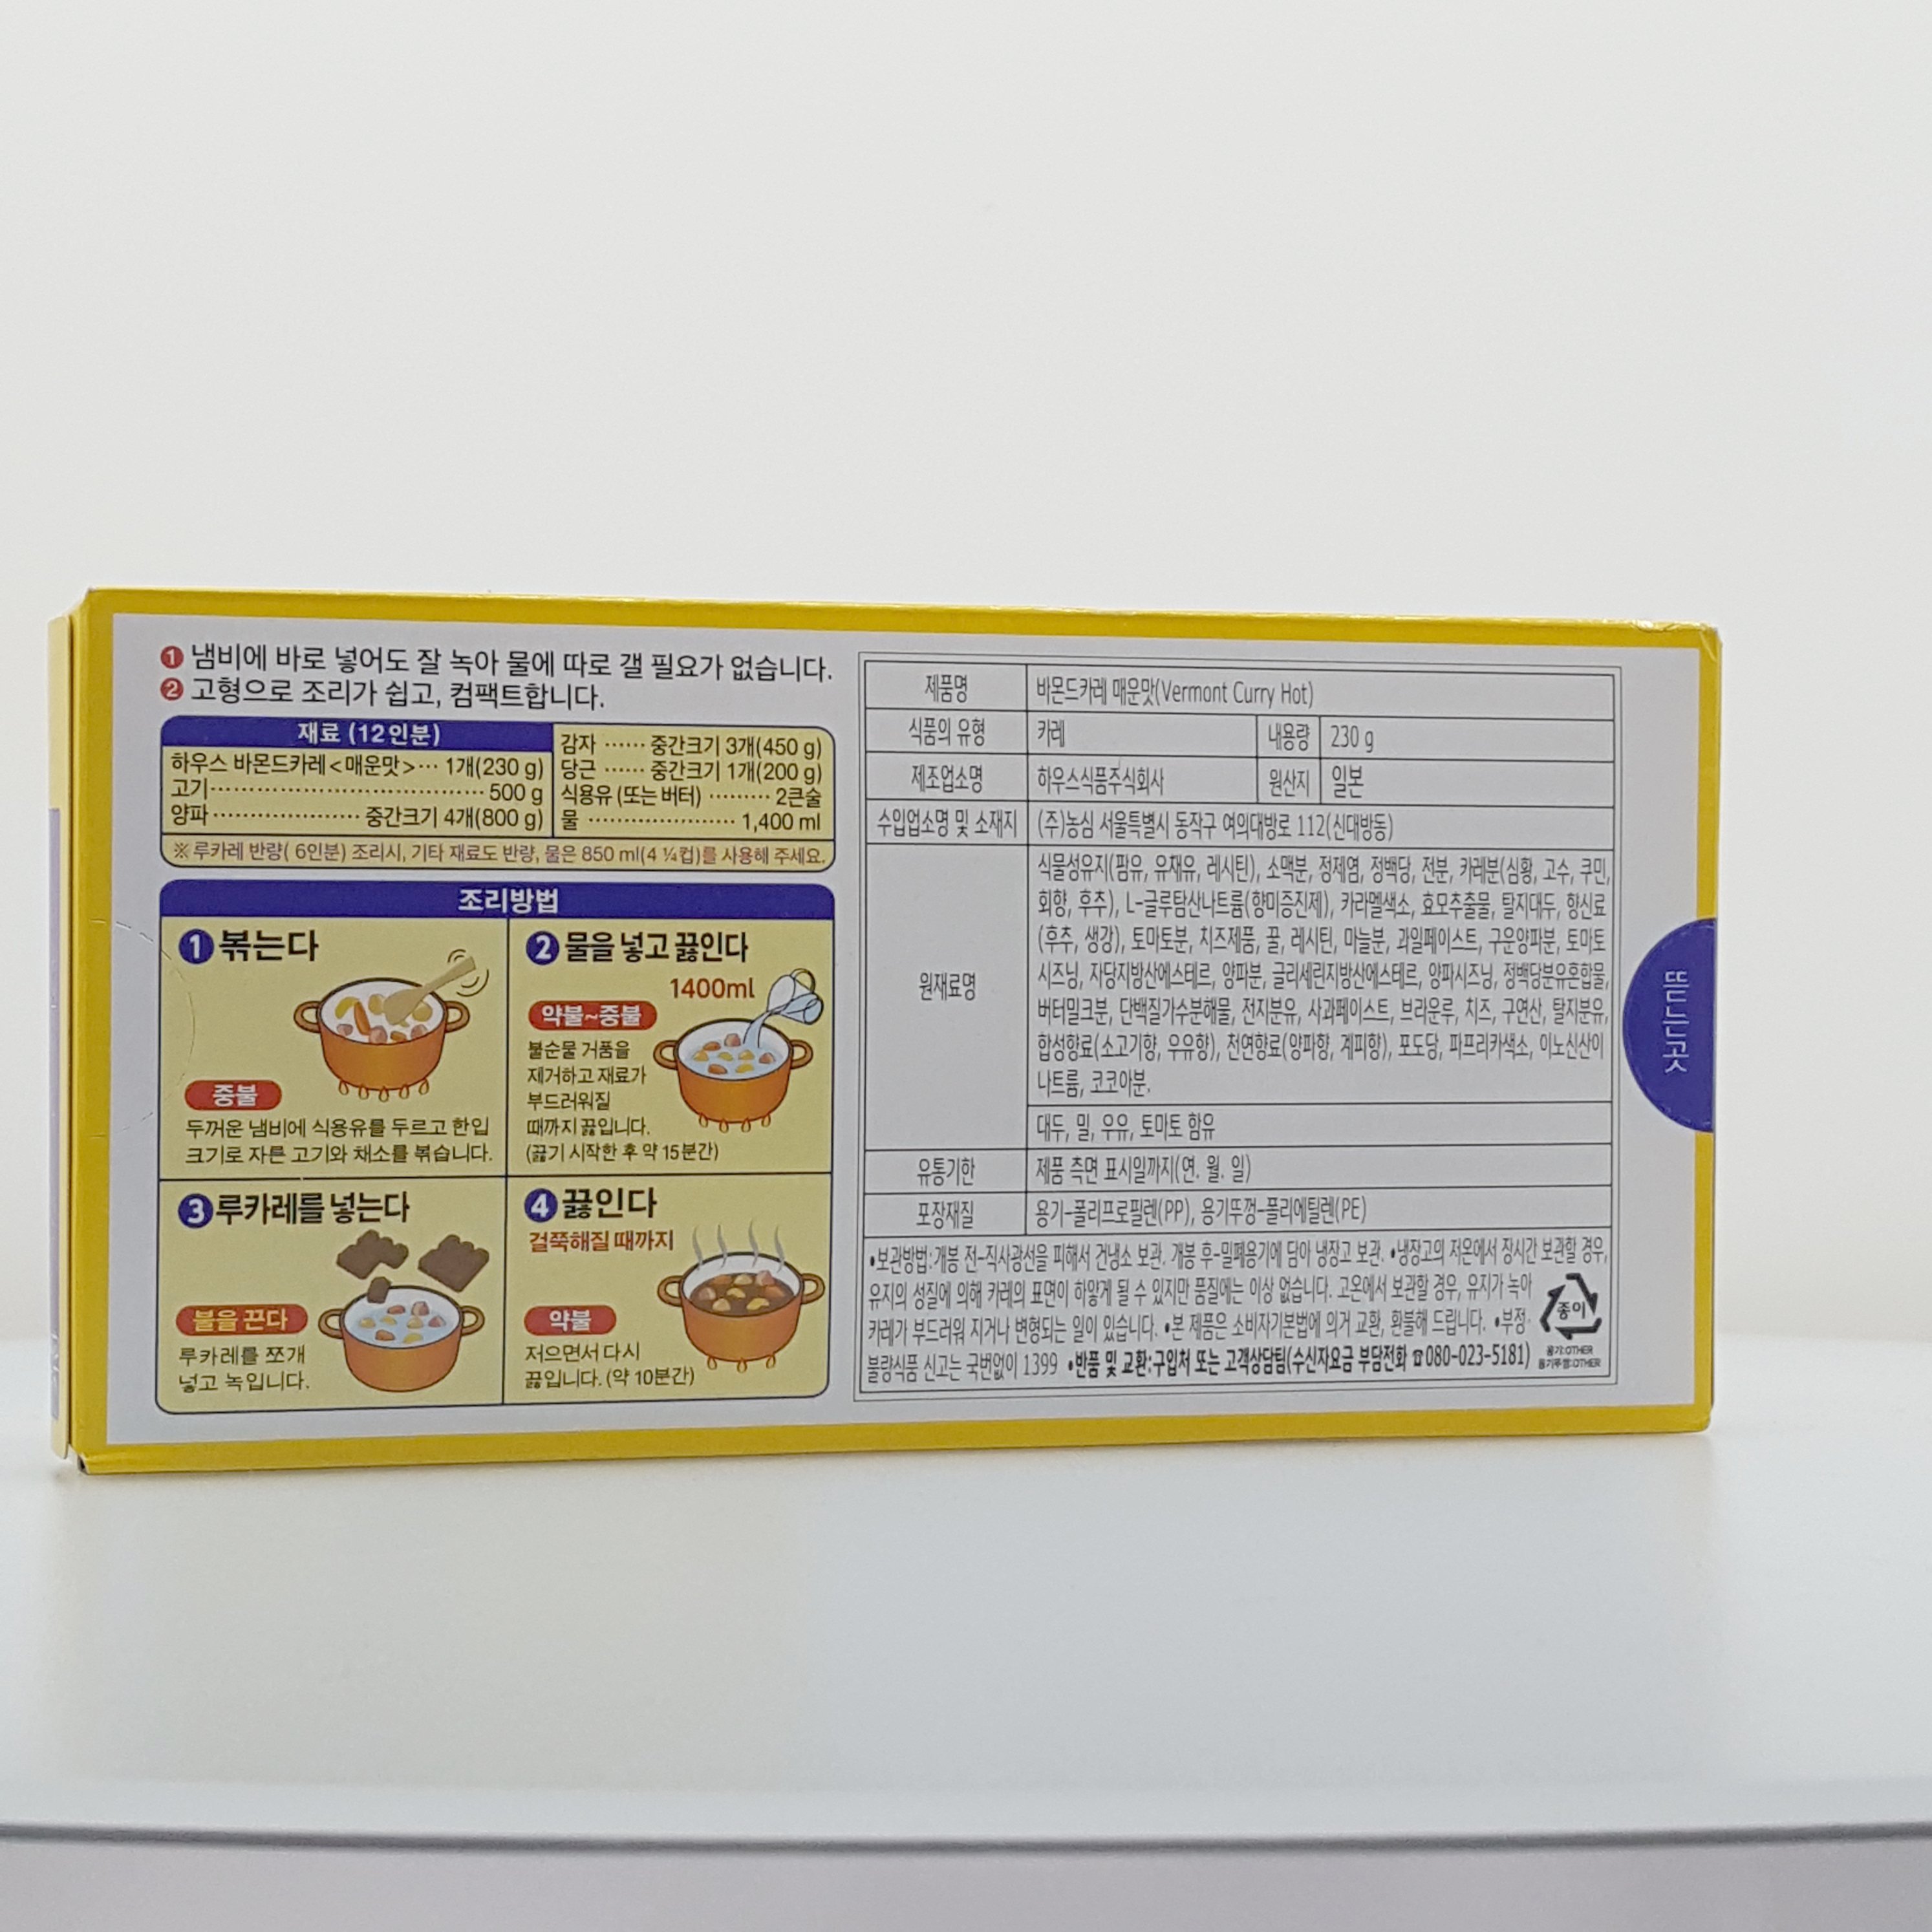 ❶ 냄비에 바로 넣어도 잘 녹아 물에 따로 갤 필요가 없습니다.
❷ 고형으로 조리가 쉽고, 컴팩트합니다.
재료 (12인분)
하우스 바몬드카레<매운맛>··· 1개(230 g)
고기·································· 500 g
양파···················· 중간크기 4개(800 g)
감자 ······ 중간크기 3개(450 g)
당근 ······ 중간크기 1개(200 g)
식용유 (또는 버터) ········· 2큰술
물 ······················ 1,400 ml
※ 루카레 반량( 6인분) 조리시, 기타 재료도 반량, 물은 850 ml(4 ¼컵)를 사용해 주세요.
조리방법
❶ 볶는다
중불
두꺼운 냄비에 식용유를 두르고 한입
크기로 자른 고기와 채소를 볶습니다.
❷ 물을 넣고 끓인다
1400ml
약불~중불
불순물 거품을
제거하고 재료가
부드러워질
때까지 끓입니다.
(끓기 시작한 후 약 15분간)
❸ 루카레를 넣는다
불을 끈다
루카레를 쪼개
넣고 녹입니다.
❹ 끓인다
걸쭉해질 때까지
약불
저으면서 다시
끓입니다. (약 10분간)
제품명 바몬드카레 매운맛(Vermont Curry Hot)
식품의 유형 카레 내용량 230 g
제조업소명 하우스식품주식회사 원산지 일본
수입업소명 및 소재지 (주)농심 서울특별시 동작구 여의대방로 112(신대방동)
원재료명
식물성유지(팜유, 유채유, 레시틴), 소맥분, 정제염, 정백당, 전분, 카레분(심황, 고수, 쿠민,
회향, 후추), L-글루탐산나트륨(향미증진제), 카라멜색소, 효모추출물, 탈지대두, 향신료
(후추, 생강), 토마토분, 치즈제품, 꿀, 레시틴, 마늘분, 과일페이스트, 구운양파분, 토마토
시즈닝, 자당지방산에스테르, 양파분, 글리세린지방산에스테르, 양파시즈닝, 정백당분유혼합물,
버터밀크분, 단백질가수분해물, 전지분유, 사과페이스트, 브라운루, 치즈, 구연산, 탈지분유,
합성향료(소고기향, 우유향), 천연향료(양파향, 계피향), 포도당, 파프리카색소, 이노신산이
나트륨, 코코아분.
대두, 밀, 우유, 토마토 함유
유통기한 제품 측면 표시일까지(연. 월. 일)
포장재질 용기-폴리프로필렌(PP), 용기뚜껑-폴리에틸렌(PE)
•보관방법:개봉 전-직사광선을 피해서 건냉소 보관. 개봉 후-밀폐용기에 담아 냉장고 보관. •냉장고의 저온에서 장시간 보관할 경우,
유지의 성질에 의해 카레의 표면이 하얗게 될 수 있지만 품질에는 이상 없습니다. 고온에서 보관할 경우, 유지가 녹아
카레가 부드러워 지거나 변형되는 일이 있습니다. •본 제품은 소비자기본법에 의거 교환, 환불해 드립니다. •부정·
불량식품 신고는 국번없이 1399 •반품 및 교환:구입처 또는 고객상담팀(수신자요금 부담전화 ☎080-023-5181)
종이
용기:OTHER
용기뚜껑:OTHER
뜯는곳